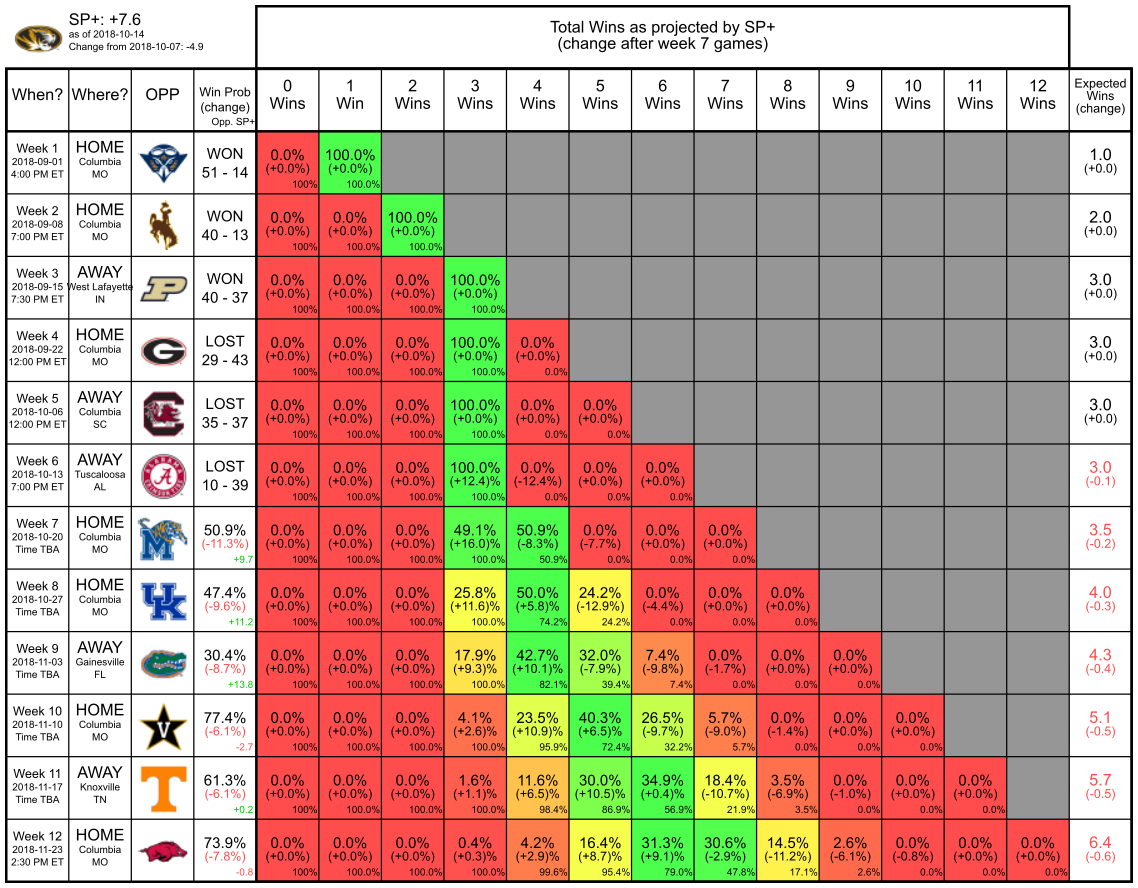 SP+: +7.6
as of 2018-10-14
Change from 2018-10-07: -4.9
Total Wins as projected by SP+
(change after week 7 games)
When? Where? OPP Win Prob (change) Opp. SP+ 0 Wins 1 Win 2 Wins 3 Wins 4 Wins 5 Wins 6 Wins 7 Wins 8 Wins 9 Wins 10 Wins 11 Wins 12 Wins Expected Wins (change)
Week 1 HOME WON 0.0% 100.0% 1.0
2018-09-01 Columbia 51 - 14 (+0.0%) (+0.0%) (+0.0)
4:00 PM ET MO 100% 100.0%
Week 2 HOME WON 0.0% 0.0% 100.0% 2.0
2018-09-08 Columbia 40 - 13 (+0.0%) (+0.0%) (+0.0%) (+0.0)
7:00 PM ET MO 100% 100.0% 100.0%
Week 3 AWAY WON 0.0% 0.0% 0.0% 100.0% 3.0
2018-09-15 West Lafayette P 40 - 37 (+0.0%) (+0.0%) (+0.0%) (+0.0%) (+0.0)
7:30 PM ET IN 100% 100.0% 100.0% 100.0%
Week 4 HOME LOST 0.0% 0.0% 0.0% 100.0% 0.0% 3.0
2018-09-22 Columbia G 29 - 43 (+0.0%) (+0.0%) (+0.0%) (+0.0%) (+0.0%) (+0.0)
12:00 PM ET MO 100% 100.0% 100.0% 100.0% 0.0%
Week 5 AWAY LOST 0.0% 0.0% 0.0% 100.0% 0.0% 0.0% 3.0
2018-10-06 Columbia C 35 - 37 (+0.0%) (+0.0%) (+0.0%) (+0.0%) (+0.0%) (+0.0%) (+0.0)
12:00 PM ET SC 100% 100.0% 100.0% 100.0% 0.0% 0.0%
Week 6 AWAY LOST 0.0% 0.0% 0.0% 100.0% 0.0% 0.0% 0.0% 3.0
2018-10-13 Tuscaloosa ALABAMA A 10 - 39 (+0.0%) (+0.0%) (+0.0%) (+12.4%) (-12.4%) (+0.0%) (+0.0%) (-0.1)
7:00 PM ET AL 100% 100.0% 100.0% 100.0% 0.0% 0.0% 0.0%
Week 7 HOME 50.9% 0.0% 0.0% 0.0% 49.1% 50.9% 0.0% 0.0% 0.0% 3.5
2018-10-20 Columbia M (-11.3%) (+0.0%) (+0.0%) (+0.0%) (+16.0%) (-8.3%) (-7.7%) (+0.0%) (+0.0%) (-0.2)
Time TBA MO +9.7 100% 100.0% 100.0% 100.0% 50.9% 0.0% 0.0% 0.0%
Week 8 HOME 47.4% 0.0% 0.0% 0.0% 25.8% 50.0% 24.2% 0.0% 0.0% 0.0% 4.0
2018-10-27 Columbia UK (-9.6%) (+0.0%) (+0.0%) (+0.0%) (+11.6%) (+5.8%) (-12.9%) (-4.4%) (+0.0%) (+0.0%) (-0.3)
Time TBA MO +11.2 100% 100.0% 100.0% 100.0% 74.2% 24.2% 0.0% 0.0% 0.0%
Week 9 AWAY 30.4% 0.0% 0.0% 0.0% 17.9% 42.7% 32.0% 7.4% 0.0% 0.0% 0.0% 4.3
2018-11-03 Gainesville (-8.7%) (+0.0%) (+0.0%) (+0.0%) (+9.3%) (+10.1%) (-7.9%) (-9.8%) (-1.7%) (+0.0%) (+0.0%) (-0.4)
Time TBA FL +13.8 100% 100.0% 100.0% 100.0% 82.1% 39.4% 7.4% 0.0% 0.0% 0.0%
Week 10 HOME 77.4% 0.0% 0.0% 0.0% 4.1% 23.5% 40.3% 26.5% 5.7% 0.0% 0.0% 0.0% 5.1
2018-11-10 Columbia V (-6.1%) (+0.0%) (+0.0%) (+0.0%) (+2.6%) (+10.9%) (+6.5%) (-9.7%) (-9.0%) (-1.4%) (+0.0%) (+0.0%) (-0.5)
Time TBA MO -2.7 100% 100.0% 100.0% 100.0% 95.9% 72.4% 32.2% 5.7% 0.0% 0.0% 0.0%
Week 11 AWAY 61.3% 0.0% 0.0% 0.0% 1.6% 11.6% 30.0% 34.9% 18.4% 3.5% 0.0% 0.0% 0.0% 5.7
2018-11-17 Knoxville T (-6.1%) (+0.0%) (+0.0%) (+0.0%) (+1.1%) (+6.5%) (+10.5%) (+0.4%) (-10.7%) (-6.9%) (-1.0%) (+0.0%) (+0.0%) (-0.5)
Time TBA TN +0.2 100% 100.0% 100.0% 100.0% 98.4% 86.9% 56.9% 21.9% 3.5% 0.0% 0.0% 0.0%
Week 12 HOME 73.9% 0.0% 0.0% 0.0% 0.4% 4.2% 16.4% 31.3% 30.6% 14.5% 2.6% 0.0% 0.0% 0.0% 6.4
2018-11-23 Columbia (-7.8%) (+0.0%) (+0.0%) (+0.0%) (+0.3%) (+2.9%) (+8.7%) (+9.1%) (-2.9%) (-11.2%) (-6.1%) (-0.8%) (+0.0%) (+0.0%) (-0.6)
2:30 PM ET MO -0.8 100% 100.0% 100.0% 100.0% 99.6% 95.4% 79.0% 47.8% 17.1% 2.6% 0.0% 0.0% 0.0%